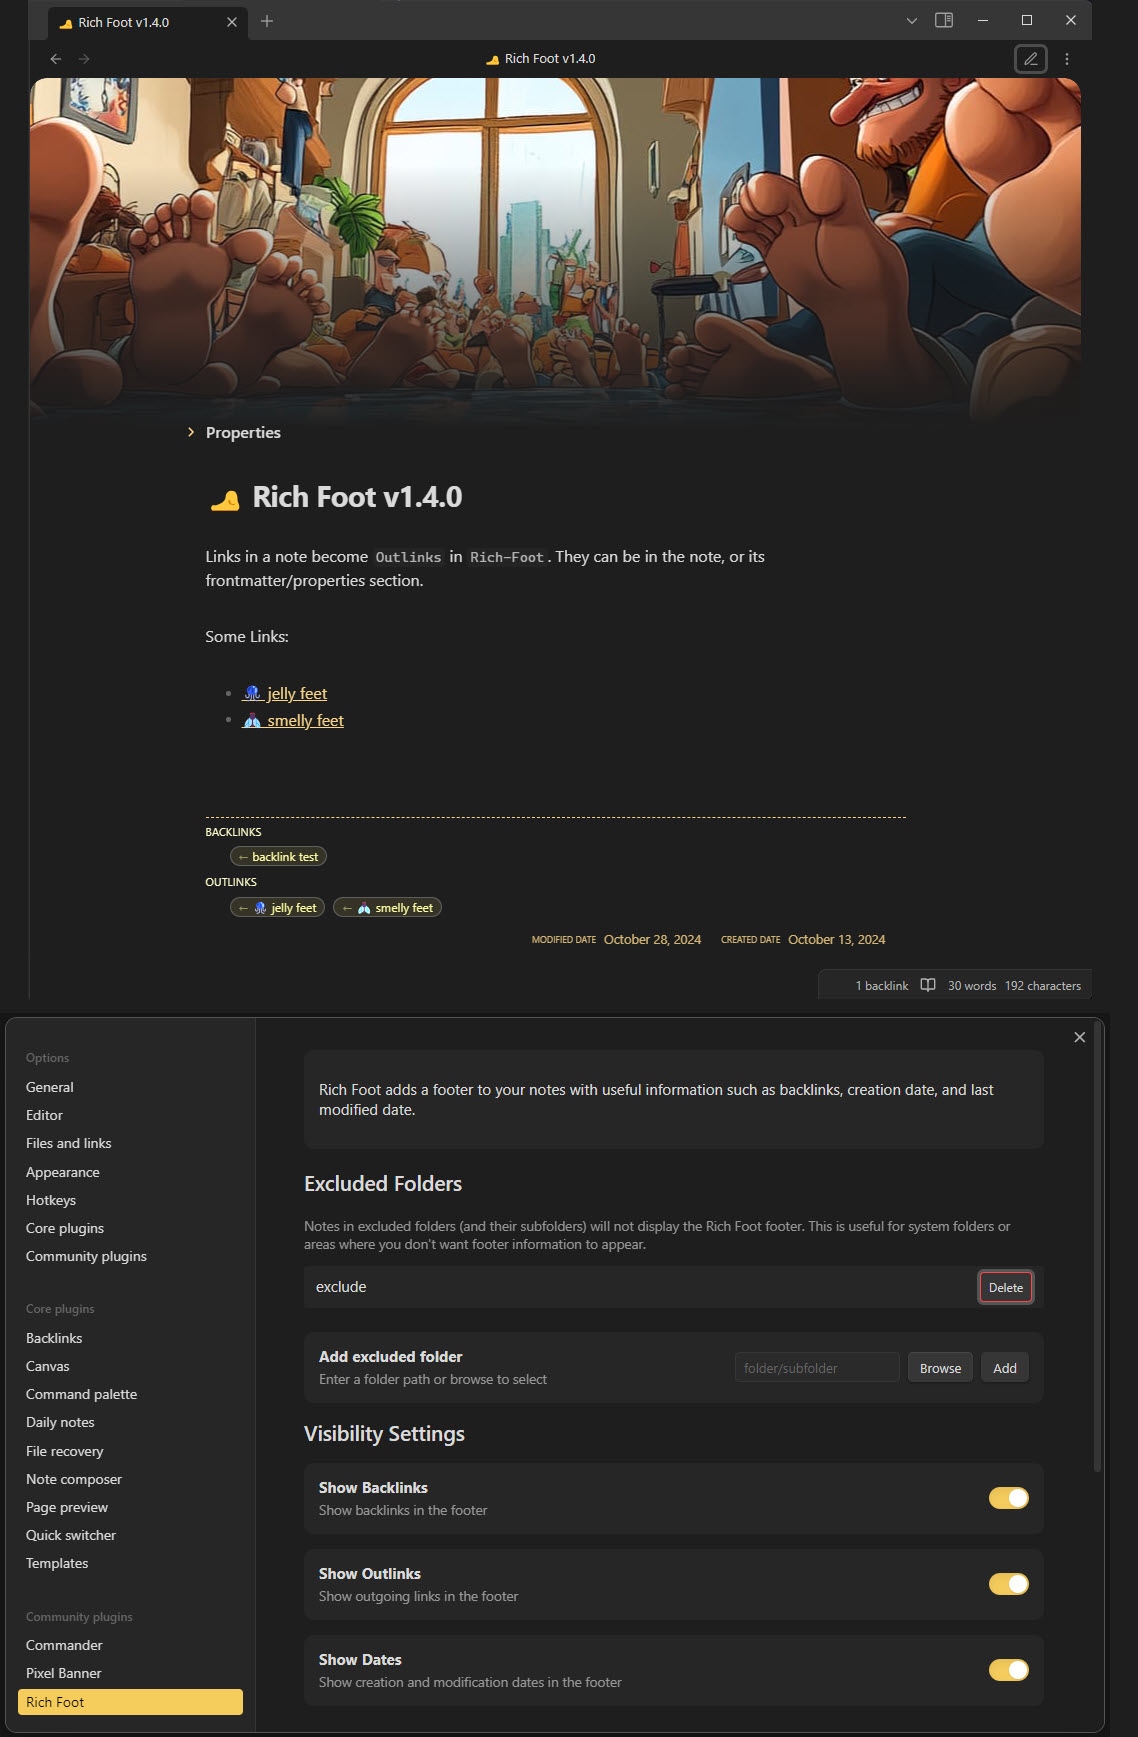 Rich Foot v1.4.0
Rich Foot v1.4.0
Properties
Rich Foot v1.4.0
Links in a note become Outlinks in Rich-Foot. They can be in the note, or its
frontmatter/properties section.
Some Links:
jelly feet
smelly feet
BACKLINKS
← backlink test
OUTLINKS
← jelly feet ← smelly feet
MODIFIED DATE October 28, 2024 CREATED DATE October 13, 2024
1 backlink 30 words 192 characters
Options
General
Editor
Files and links
Appearance
Hotkeys
Core plugins
Community plugins
Core plugins
Backlinks
Canvas
Command palette
Daily notes
File recovery
Note composer
Page preview
Quick switcher
Templates
Community plugins
Commander
Pixel Banner
Rich Foot
Rich Foot adds a footer to your notes with useful information such as backlinks, creation date, and last
modified date.
Excluded Folders
Notes in excluded folders (and their subfolders) will not display the Rich Foot footer. This is useful for system folders or
areas where you don't want footer information to appear.
exclude Delete
Add excluded folder
Enter a folder path or browse to select
folder/subfolder Browse Add
Visibility Settings
Show Backlinks
Show backlinks in the footer
Show Outlinks
Show outgoing links in the footer
Show Dates
Show creation and modification dates in the footer